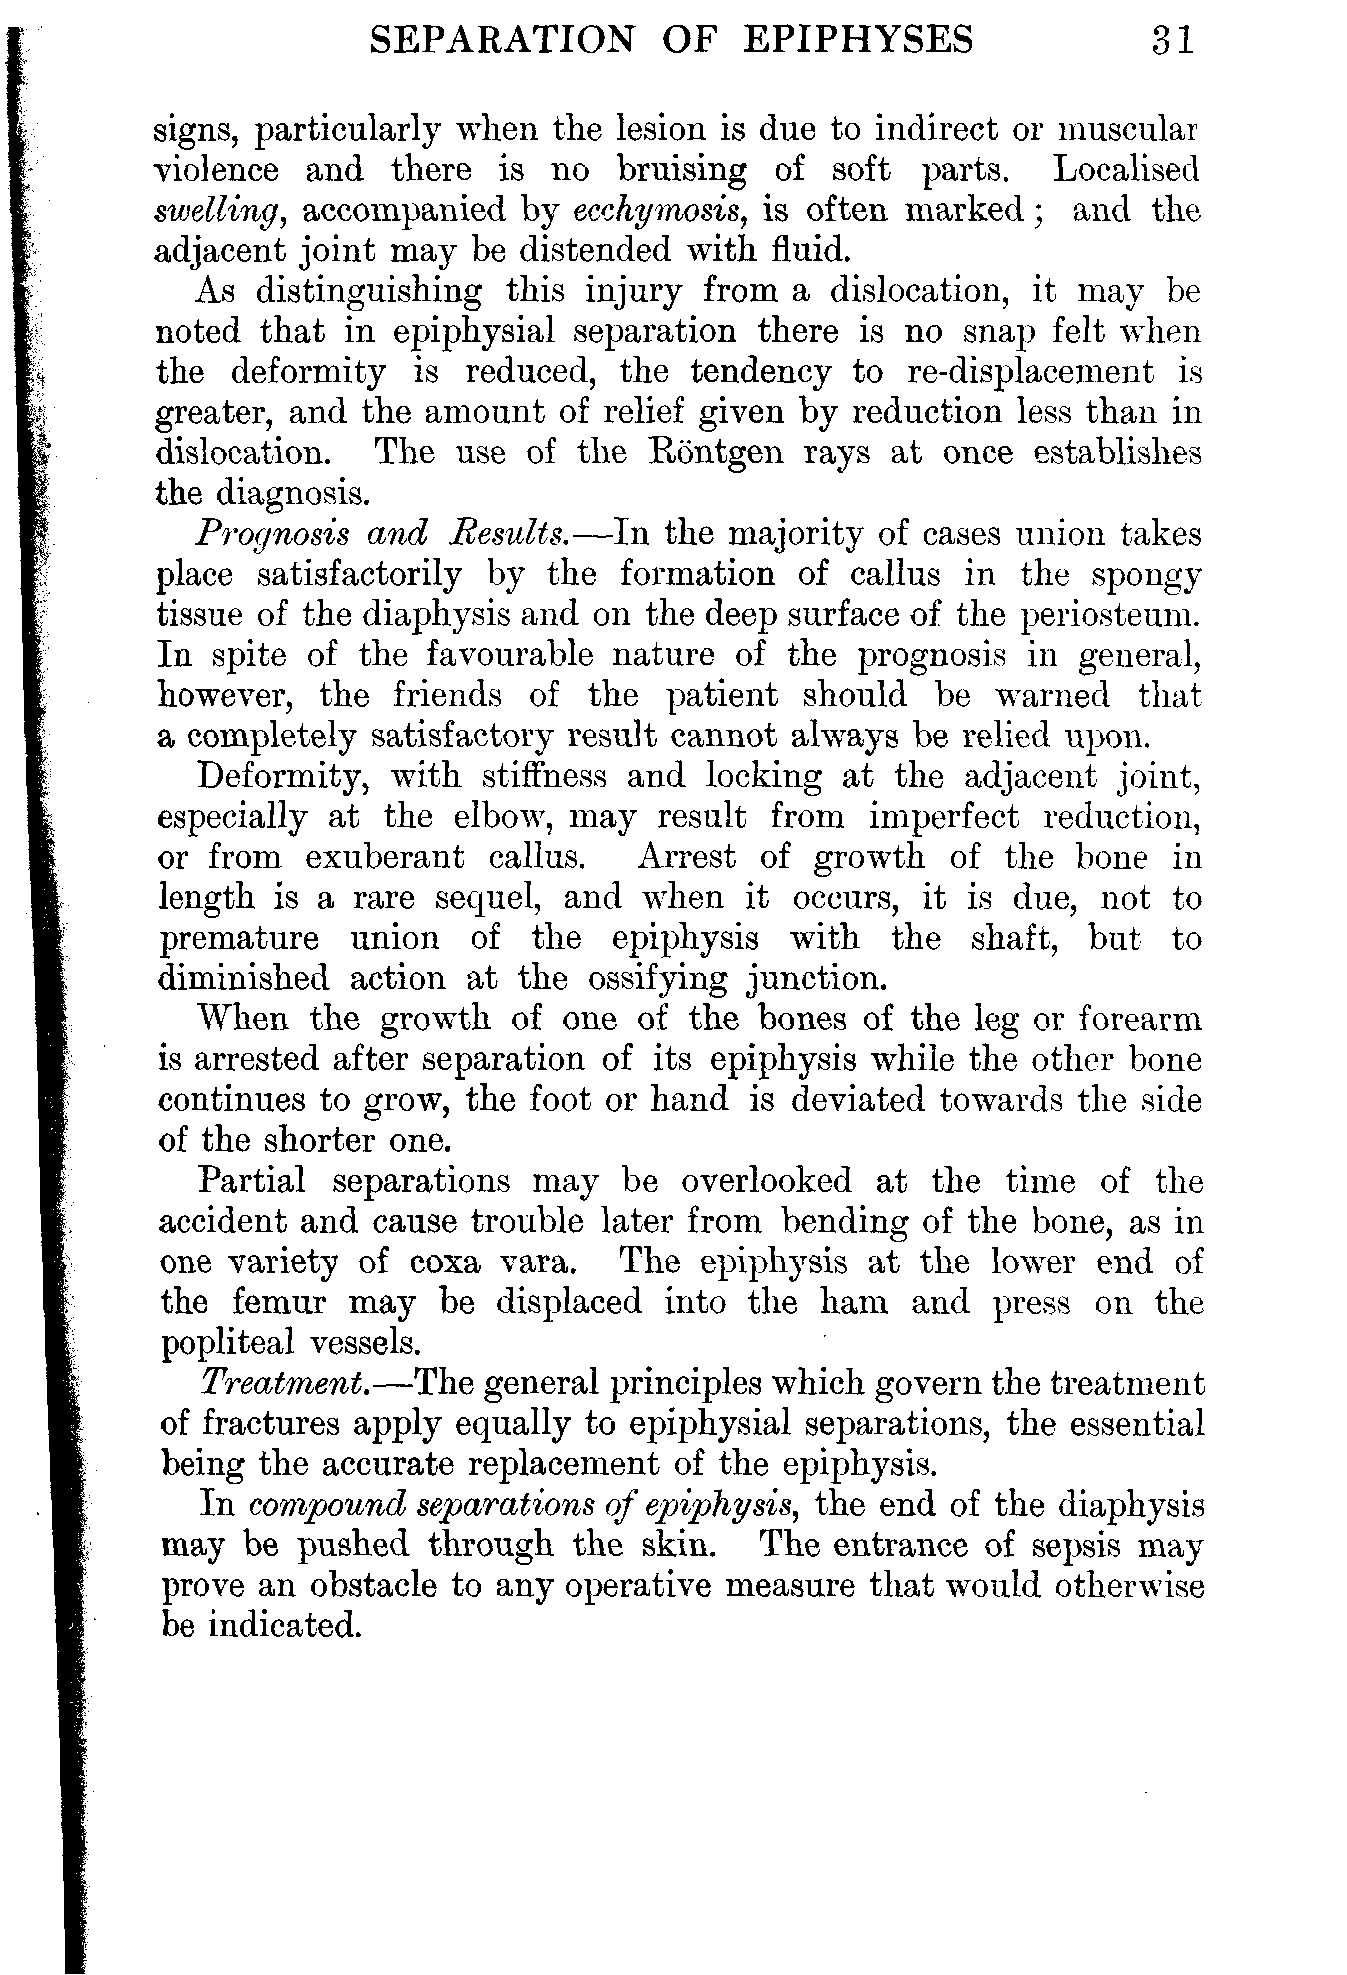 SEPARATION OF EPIPHYSES 31
signs, particularly when the lesion is due to indirect or muscular
violence and there is no bruising of soft parts. Localised
swelling, accompanied by ecchymosis, is often marked ; and the
adjacent joint may be distended with fluid.
As distinguishing this injury from a dislocation, it may be
noted that in epiphysial separation there is no snap felt when
the deformity is reduced, the tendency to re-displacement is
greater, and the amount of relief given by reduction less than in
dislocation. The use of the Röntgen rays at once establishes
the diagnosis.
Prognosis and Results.—In the majority of cases union takes
place satisfactorily by the formation of callus in the spongy
tissue of the diaphysis and on the deep surface of the periosteum.
In spite of the favourable nature of the prognosis in general,
however, the friends of the patient should be warned that
a completely satisfactory result cannot always be relied upon.
Deformity, with stiffness and locking at the adjacent joint,
especially at the elbow, may result from imperfect reduction,
or from exuberant callus. Arrest of growth of the bone in
length is a rare sequel, and when it occurs, it is due, not to
premature union of the epiphysis with the shaft, but to
diminished action at the ossifying junction.
When the growth of one of the bones of the leg or forearm
is arrested after separation of its epiphysis while the other bone
continues to grow, the foot or hand is deviated towards the side
of the shorter one.
Partial separations may be overlooked at the time of the
accident and cause trouble later from bending of the bone, as in
one variety of coxa vara. The epiphysis at the lower end of
the femur may be displaced into the ham and press on the
popliteal vessels.
Treatment.—The general principles which govern the treatment
of fractures apply equally to epiphysial separations, the essential
being the accurate replacement of the epiphysis.
In compound separations of epiphysis, the end of the diaphysis
may be pushed through the skin. The entrance of sepsis may
prove an obstacle to any operative measure that would otherwise
be indicated.